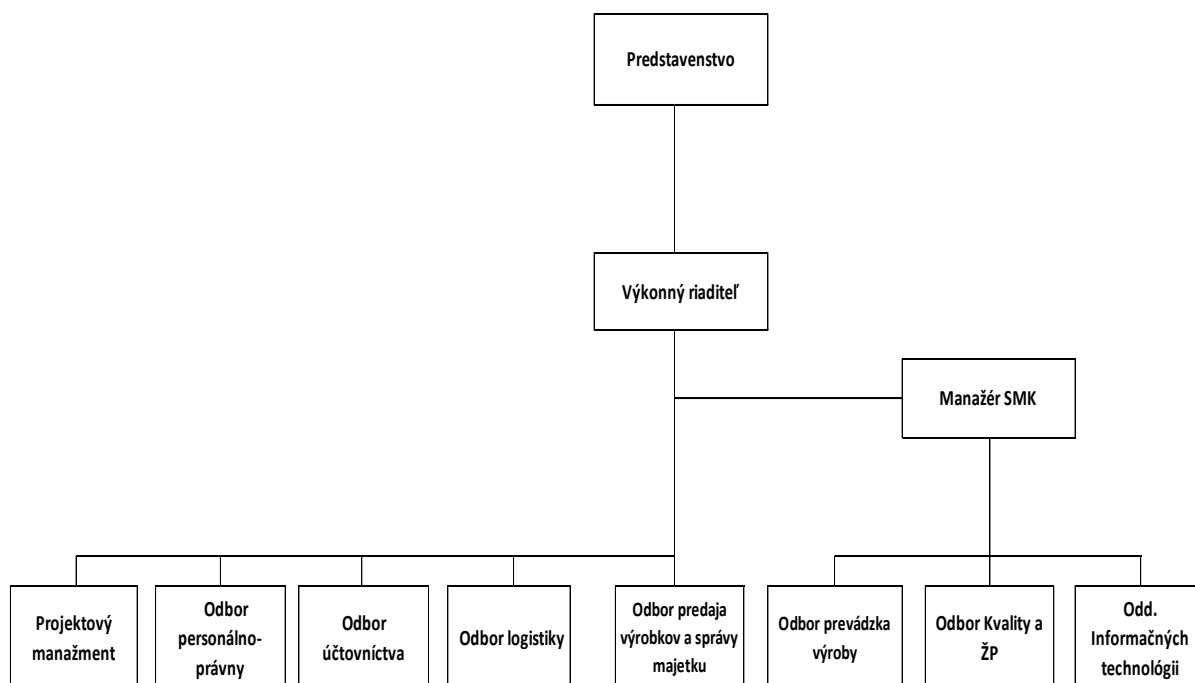 Predstavenstvo
Výkonný riaditeľ
Manažér SMK
Projektový
manažment
Odbor
personálno-
právny
Odbor
účtovníctva
Odbor logistiky
Odbor predaja
výrobkov a správy
majetku
Odbor prevádzka
výroby
Odbor Kvality a
ŽP
Odd.
Informačných
technológii